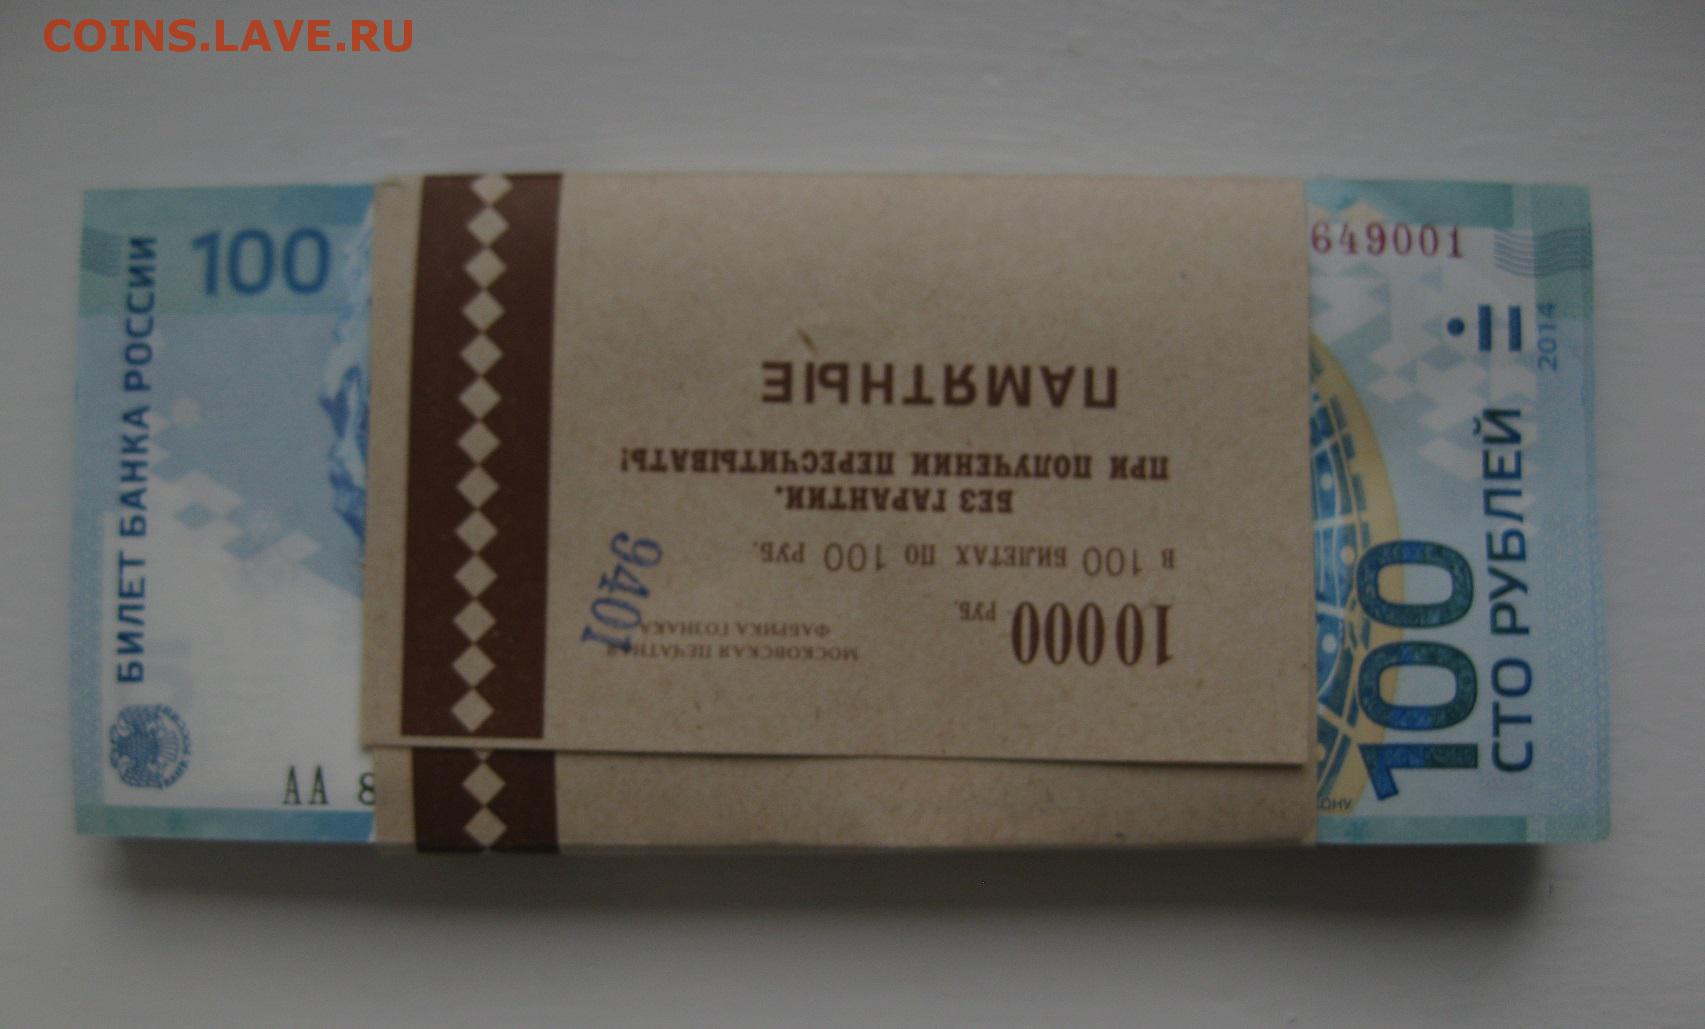 COINS.LAVE.RU
БИЛЕТ БАНКА РОССИИ
100
АА 8
10000 РУБ.
МОСКОВСКАЯ ПЕЧАТНАЯ
ФАБРИКА ГОЗНАКА
В 100 БИЛЕТАХ ПО 100 РУБ.
БЕЗ ГАРАНТИИ.
ПРИ ПОЛУЧЕНИИ ПЕРЕСЧИТЫВАТЬ!
ПАМЯТНЫЕ
9401
649001
100
СТО РУБЛЕЙ
2014